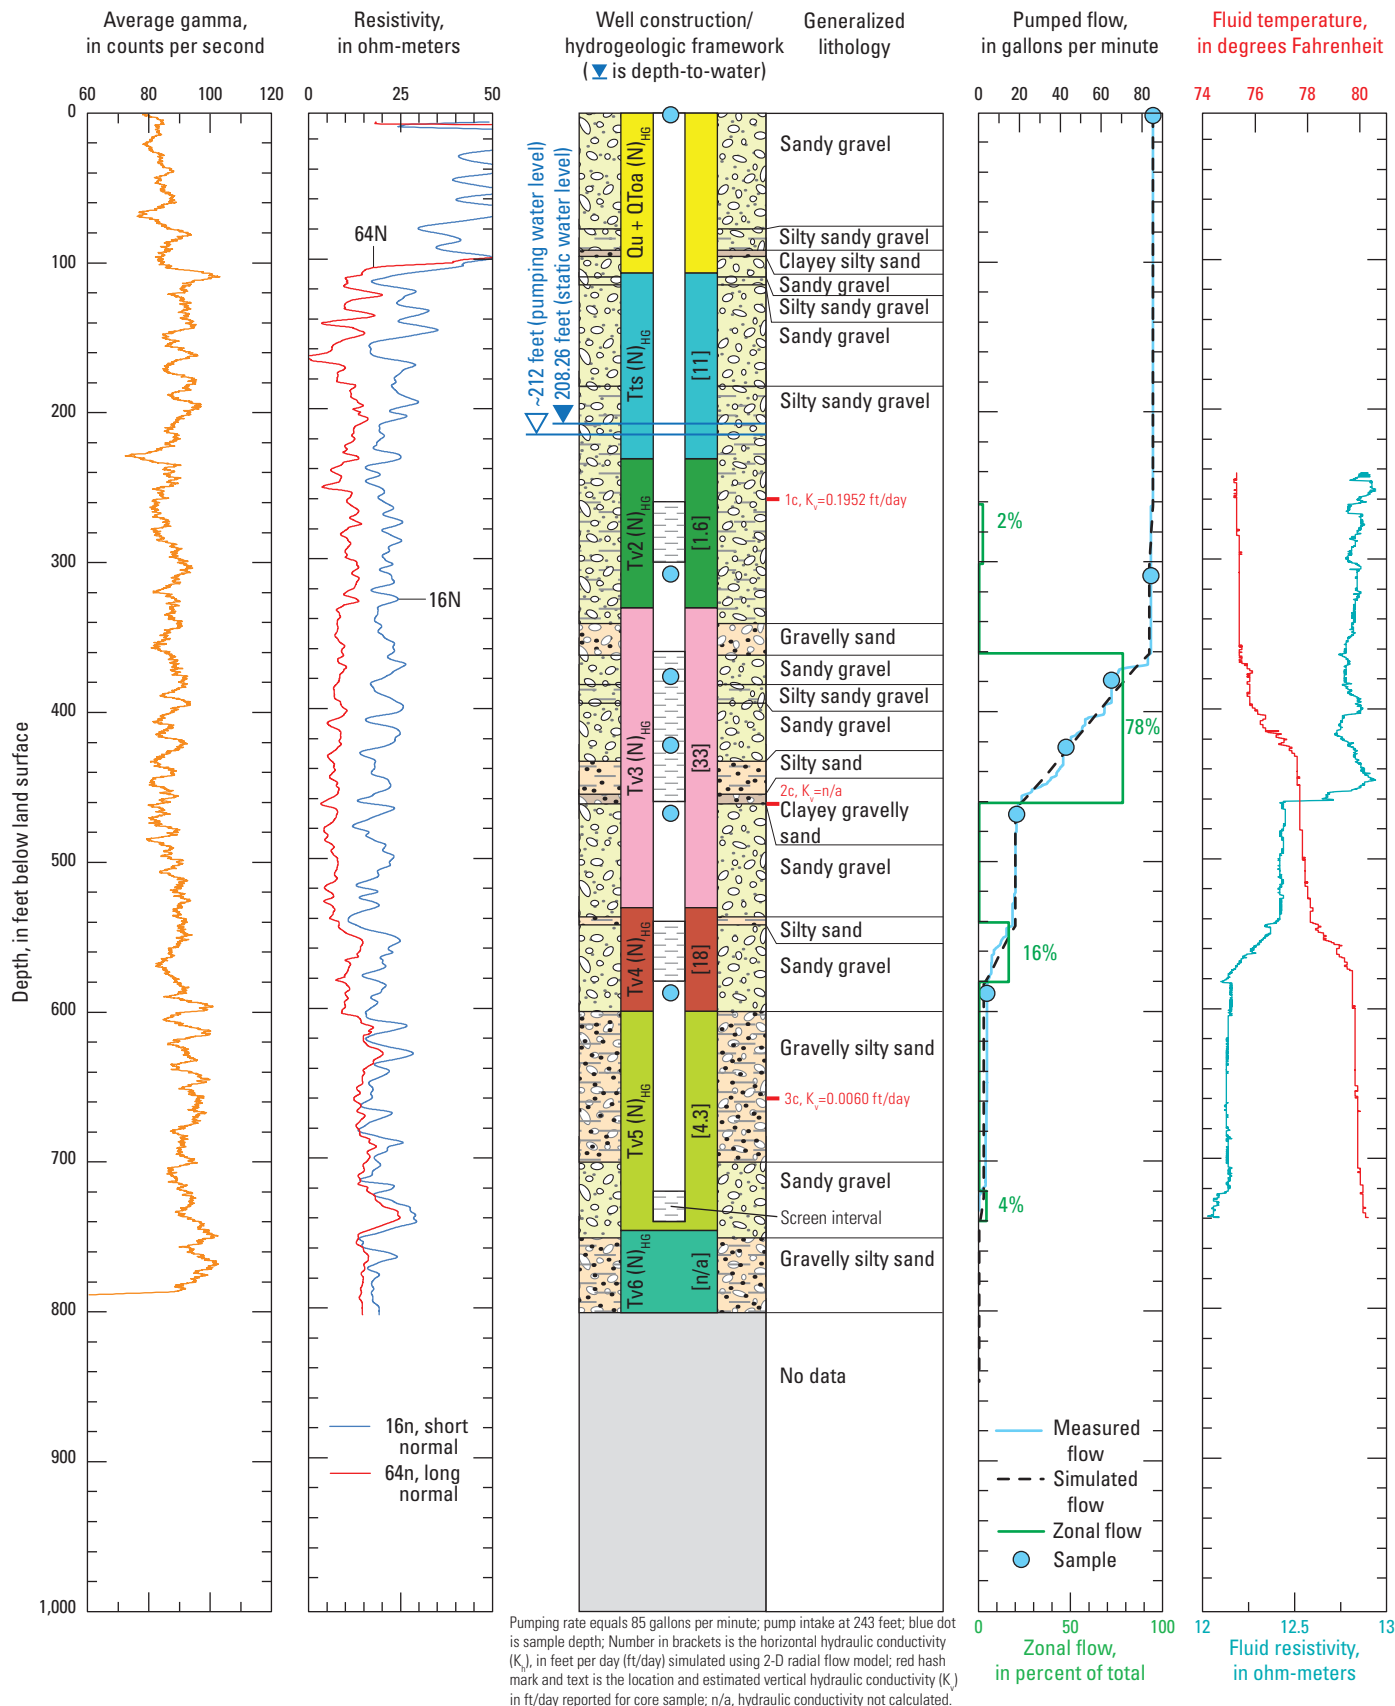 Average gamma,
in counts per second
60 80 100 120
Resistivity,
in ohm-meters
0 25 50
Well construction/
hydrogeologic framework
( is depth-to-water)
Generalized
lithology
Pumped flow,
in gallons per minute
0 20 40 60 80
Fluid temperature,
in degrees Fahrenheit
74 76 78 80
Depth, in feet below land surface
0
100
200
300
400
500
600
700
800
900
1,000
64N
16N
16n, short
normal
64n, long
normal
~212 feet (pumping water level)
208.26 feet (static water level)
Qu + QToa (N)HG
Tts (N)HG
[11]
Tv2 (N)HG
[1.6]
Tv3 (N)HG
[33]
Tv4 (N)HG
[18]
Tv5 (N)HG
[4.3]
Tv6 (N)HG
[n/a]
Sandy gravel
Silty sandy gravel
Clayey silty sand
Sandy gravel
Silty sandy gravel
Sandy gravel
Silty sandy gravel
1c, Kv=0.1952 ft/day
Gravelly sand
Sandy gravel
Silty sandy gravel
Sandy gravel
Silty sand
2c, Kv=n/a
Clayey gravelly
sand
Sandy gravel
Silty sand
Sandy gravel
Gravelly silty sand
3c, Kv=0.0060 ft/day
Sandy gravel
Screen interval
Gravelly silty sand
No data
2%
78%
16%
4%
Measured
flow
Simulated
flow
Zonal flow
Sample
0 50 100
Zonal flow,
in percent of total
12 12.5 13
Fluid resistivity,
in ohm-meters
Pumping rate equals 85 gallons per minute; pump intake at 243 feet; blue dot
is sample depth; Number in brackets is the horizontal hydraulic conductivity
(Kh), in feet per day (ft/day) simulated using 2-D radial flow model; red hash
mark and text is the location and estimated vertical hydraulic conductivity (Kv)
in ft/day reported for core sample; n/a, hydraulic conductivity not calculated.